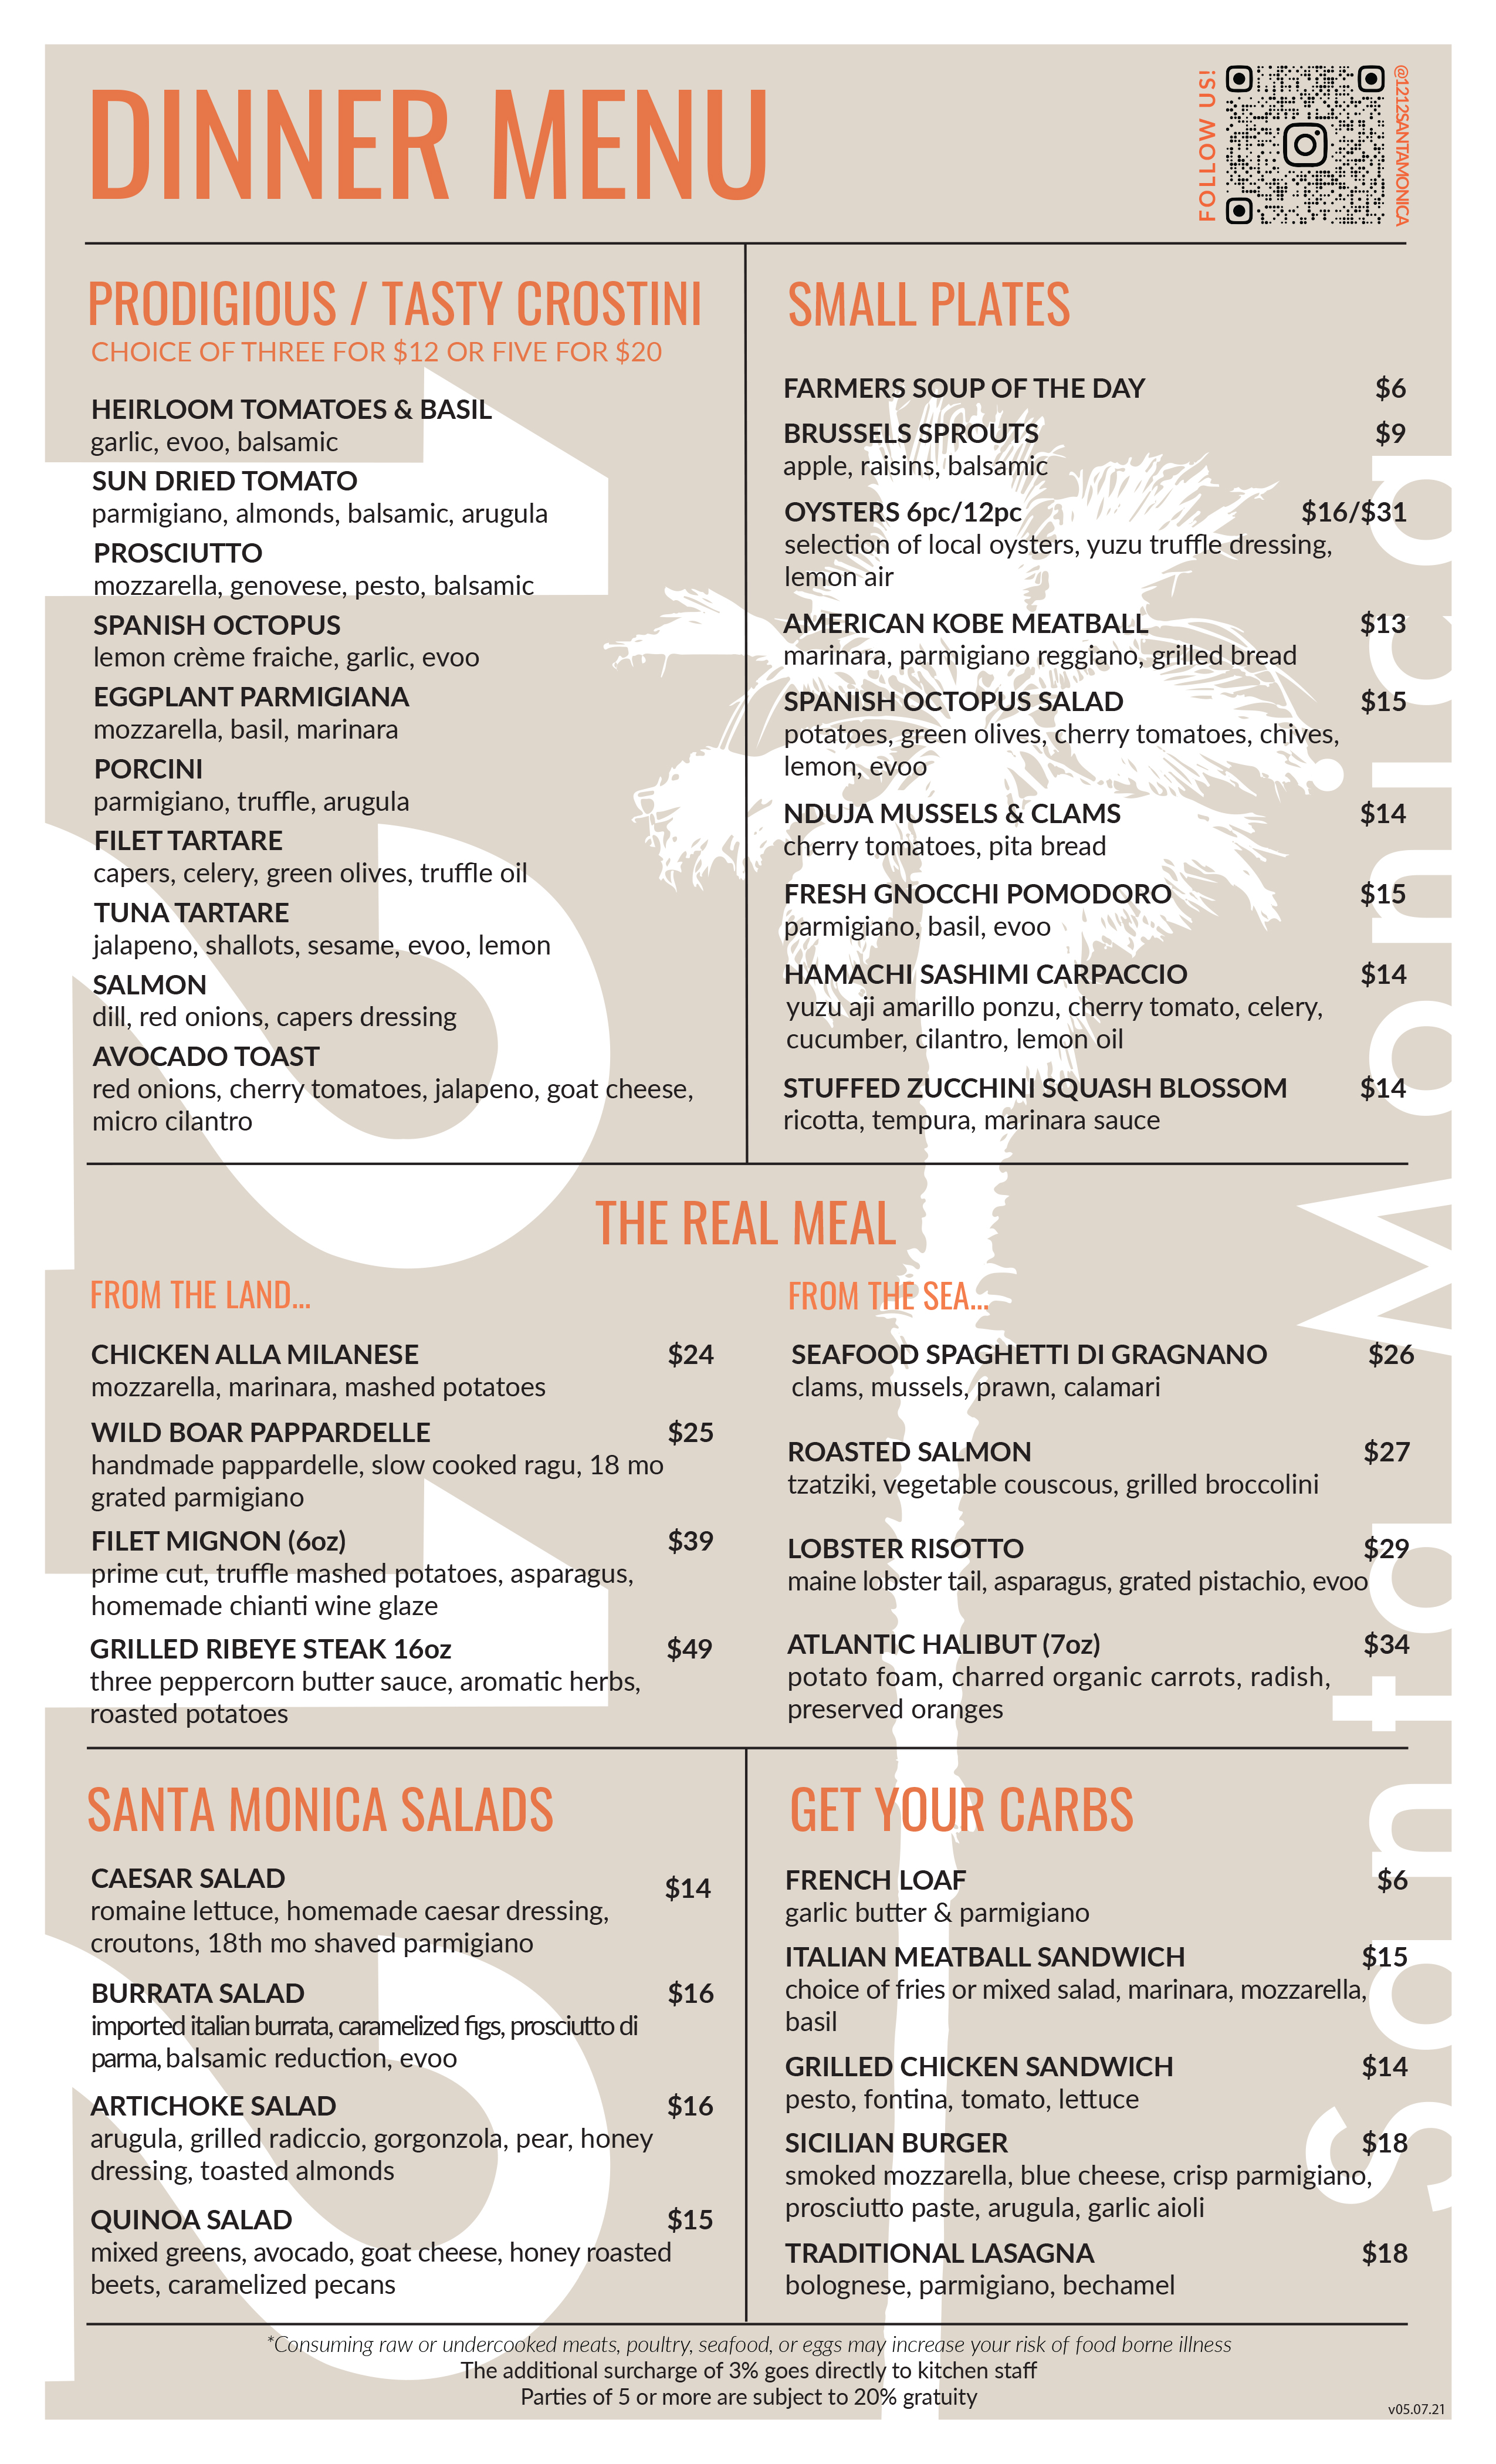 DINNER MENU
FOLLOW US!
@1212SANTAMONICA
PRODIGIOUS / TASTY CROSTINI
CHOICE OF THREE FOR $12 OR FIVE FOR $20
HEIRLOOM TOMATOES & BASIL
garlic, evoo, balsamic
SUN DRIED TOMATO
parmigiano, almonds, balsamic, arugula
PROSCIUTTO
mozzarella, genovese, pesto, balsamic
SPANISH OCTOPUS
lemon crème fraiche, garlic, evoo
EGGPLANT PARMIGIANA
mozzarella, basil, marinara
PORCINI
parmigiano, truffle, arugula
FILET TARTARE
capers, celery, green olives, truffle oil
TUNA TARTARE
jalapeno, shallots, sesame, evoo, lemon
SALMON
dill, red onions, capers dressing
AVOCADO TOAST
red onions, cherry tomatoes, jalapeno, goat cheese,
micro cilantro
SMALL PLATES
FARMERS SOUP OF THE DAY $6
BRUSSELS SPROUTS $9
apple, raisins, balsamic
OYSTERS 6pc/12pc $16/$31
selection of local oysters, yuzu truffle dressing,
lemon air
AMERICAN KOBE MEATBALL $13
marinara, parmigiano reggiano, grilled bread
SPANISH OCTOPUS SALAD $15
potatoes, green olives, cherry tomatoes, chives,
lemon, evoo
NDUJA MUSSELS & CLAMS $14
cherry tomatoes, pita bread
FRESH GNOCCHI POMODORO $15
parmigiano, basil, evoo
HAMACHI SASHIMI CARPACCIO $14
yuzu aji amarillo ponzu, cherry tomato, celery,
cucumber, cilantro, lemon oil
STUFFED ZUCCHINI SQUASH BLOSSOM $14
ricotta, tempura, marinara sauce
THE REAL MEAL
FROM THE LAND...
CHICKEN ALLA MILANESE $24
mozzarella, marinara, mashed potatoes
WILD BOAR PAPPARDELLE $25
handmade pappardelle, slow cooked ragu, 18 mo
grated parmigiano
FILET MIGNON (6oz) $39
prime cut, truffle mashed potatoes, asparagus,
homemade chianti wine glaze
GRILLED RIBEYE STEAK 16oz $49
three peppercorn butter sauce, aromatic herbs,
roasted potatoes
FROM THE SEA...
SEAFOOD SPAGHETTI DI GRAGNANO $26
clams, mussels, prawn, calamari
ROASTED SALMON $27
tzatziki, vegetable couscous, grilled broccolini
LOBSTER RISOTTO $29
maine lobster tail, asparagus, grated pistachio, evoo
ATLANTIC HALIBUT (7oz) $34
potato foam, charred organic carrots, radish,
preserved oranges
SANTA MONICA SALADS
CAESAR SALAD $14
romaine lettuce, homemade caesar dressing,
croutons, 18th mo shaved parmigiano
BURRATA SALAD $16
imported italian burrata, caramelized figs, prosciutto di
parma, balsamic reduction, evoo
ARTICHOKE SALAD $16
arugula, grilled radiccio, gorgonzola, pear, honey
dressing, toasted almonds
QUINOA SALAD $15
mixed greens, avocado, goat cheese, honey roasted
beets, caramelized pecans
GET YOUR CARBS
FRENCH LOAF $6
garlic butter & parmigiano
ITALIAN MEATBALL SANDWICH $15
choice of fries or mixed salad, marinara, mozzarella,
basil
GRILLED CHICKEN SANDWICH $14
pesto, fontina, tomato, lettuce
SICILIAN BURGER $18
smoked mozzarella, blue cheese, crisp parmigiano,
prosciutto paste, arugula, garlic aioli
TRADITIONAL LASAGNA $18
bolognese, parmigiano, bechamel
*Consuming raw or undercooked meats, poultry, seafood, or eggs may increase your risk of food borne illness
The additional surcharge of 3% goes directly to kitchen staff
Parties of 5 or more are subject to 20% gratuity
v05.07.21
1212
Santa Monica